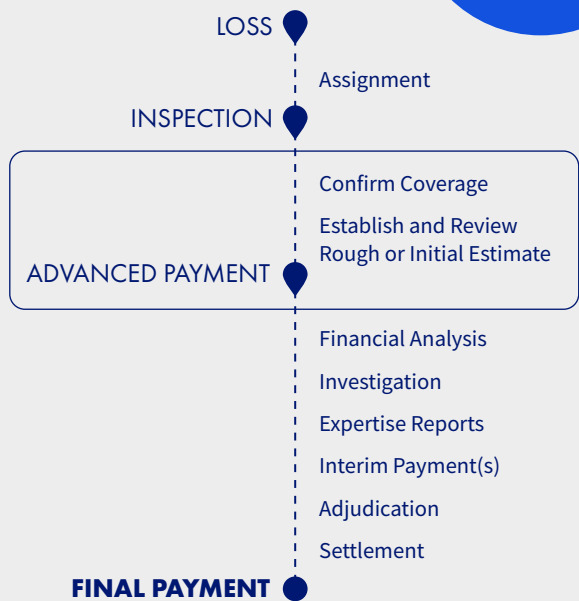 LOSS
Assignment
INSPECTION
Confirm Coverage
Establish and Review
Rough or Initial Estimate
ADVANCED PAYMENT
Financial Analysis
Investigation
Expertise Reports
Interim Payment(s)
Adjudication
Settlement
FINAL PAYMENT